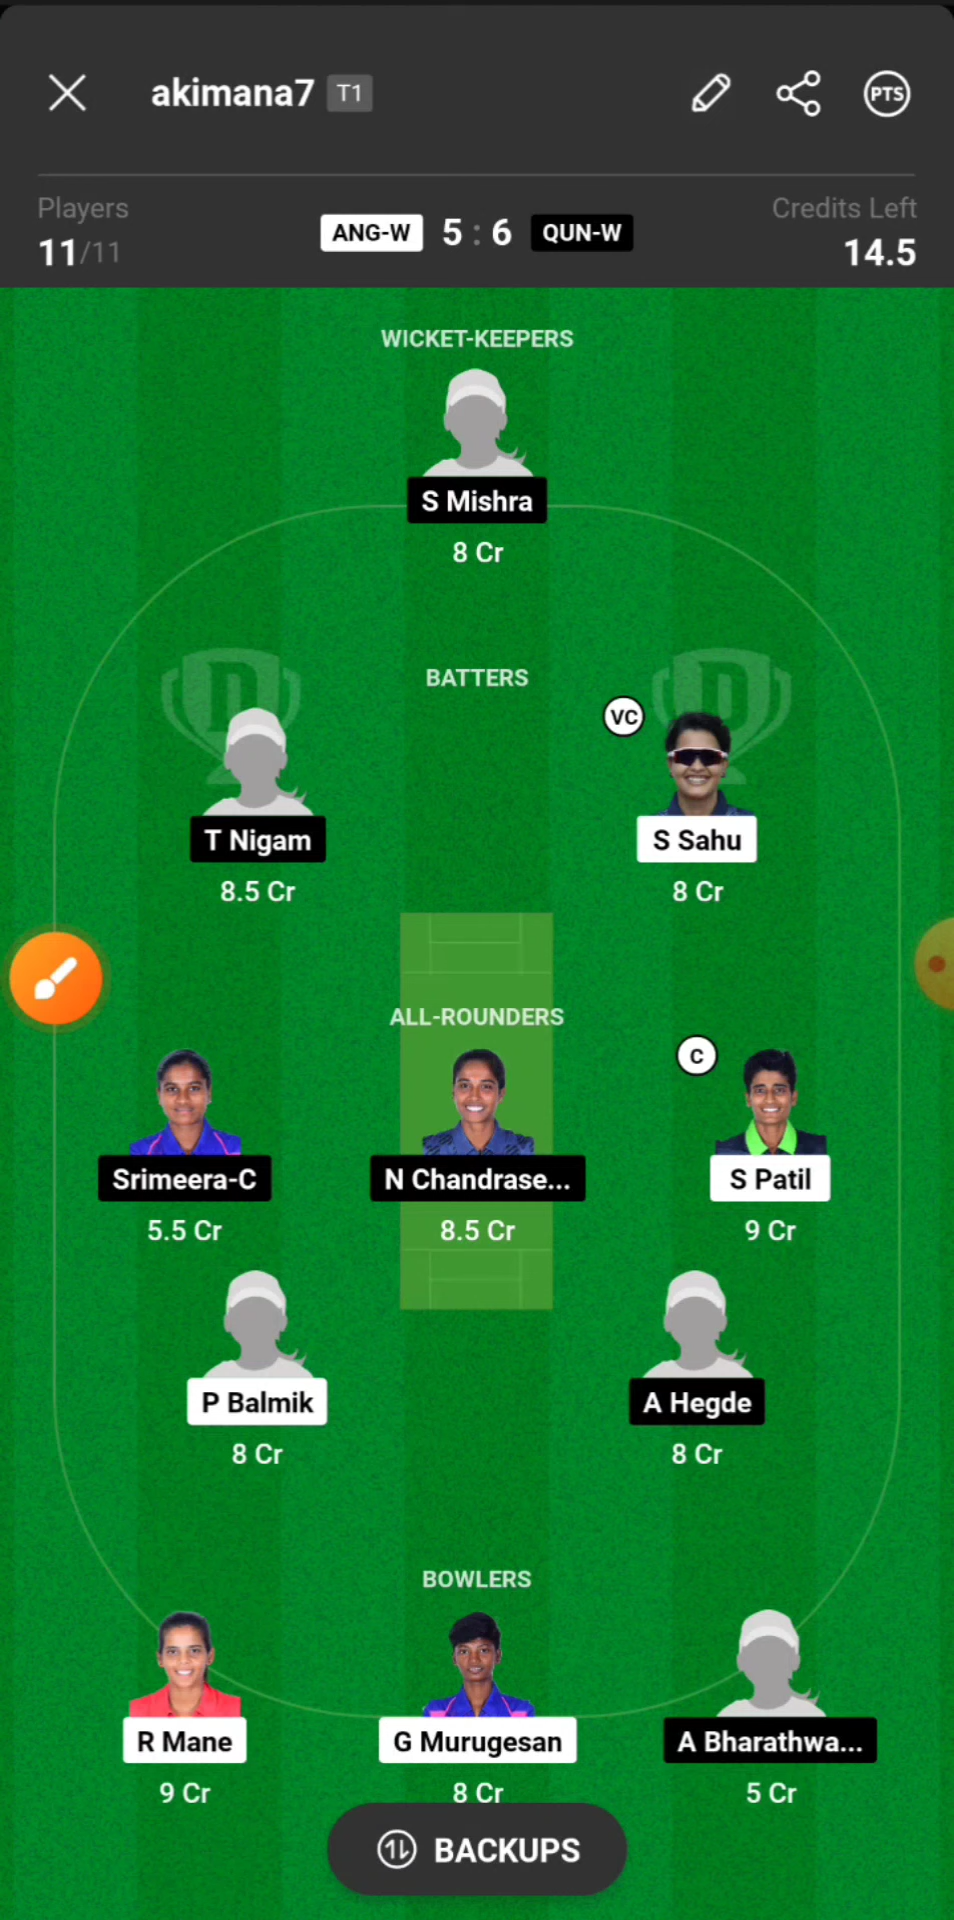 akimana7 T1
PTS
Players
11/11
ANG-W 5 : 6 QUN-W
Credits Left
14.5
WICKET-KEEPERS
S Mishra
8 Cr
BATTERS
VC
T Nigam
8.5 Cr
S Sahu
8 Cr
ALL-ROUNDERS
C
Srimeera-C
5.5 Cr
N Chandrase...
8.5 Cr
S Patil
9 Cr
P Balmik
8 Cr
A Hegde
8 Cr
BOWLERS
R Mane
9 Cr
G Murugesan
8 Cr
A Bharathwa...
5 Cr
BACKUPS